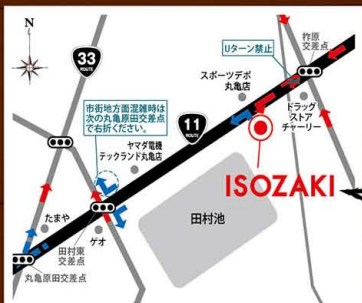 N
33
ROUTE
Uターン禁止
柞原
交差点
スポーツデポ
丸亀店
市街地方面混雑時は
次の丸亀原田交差点
で右折ください。
11
ROUTE
ドラッグ
ストア
チャーリー
ヤマダ電機
テックランド丸亀店
ISOZAKI
田村池
たまや
田村東
交差点
ゲオ
丸亀原田交差点